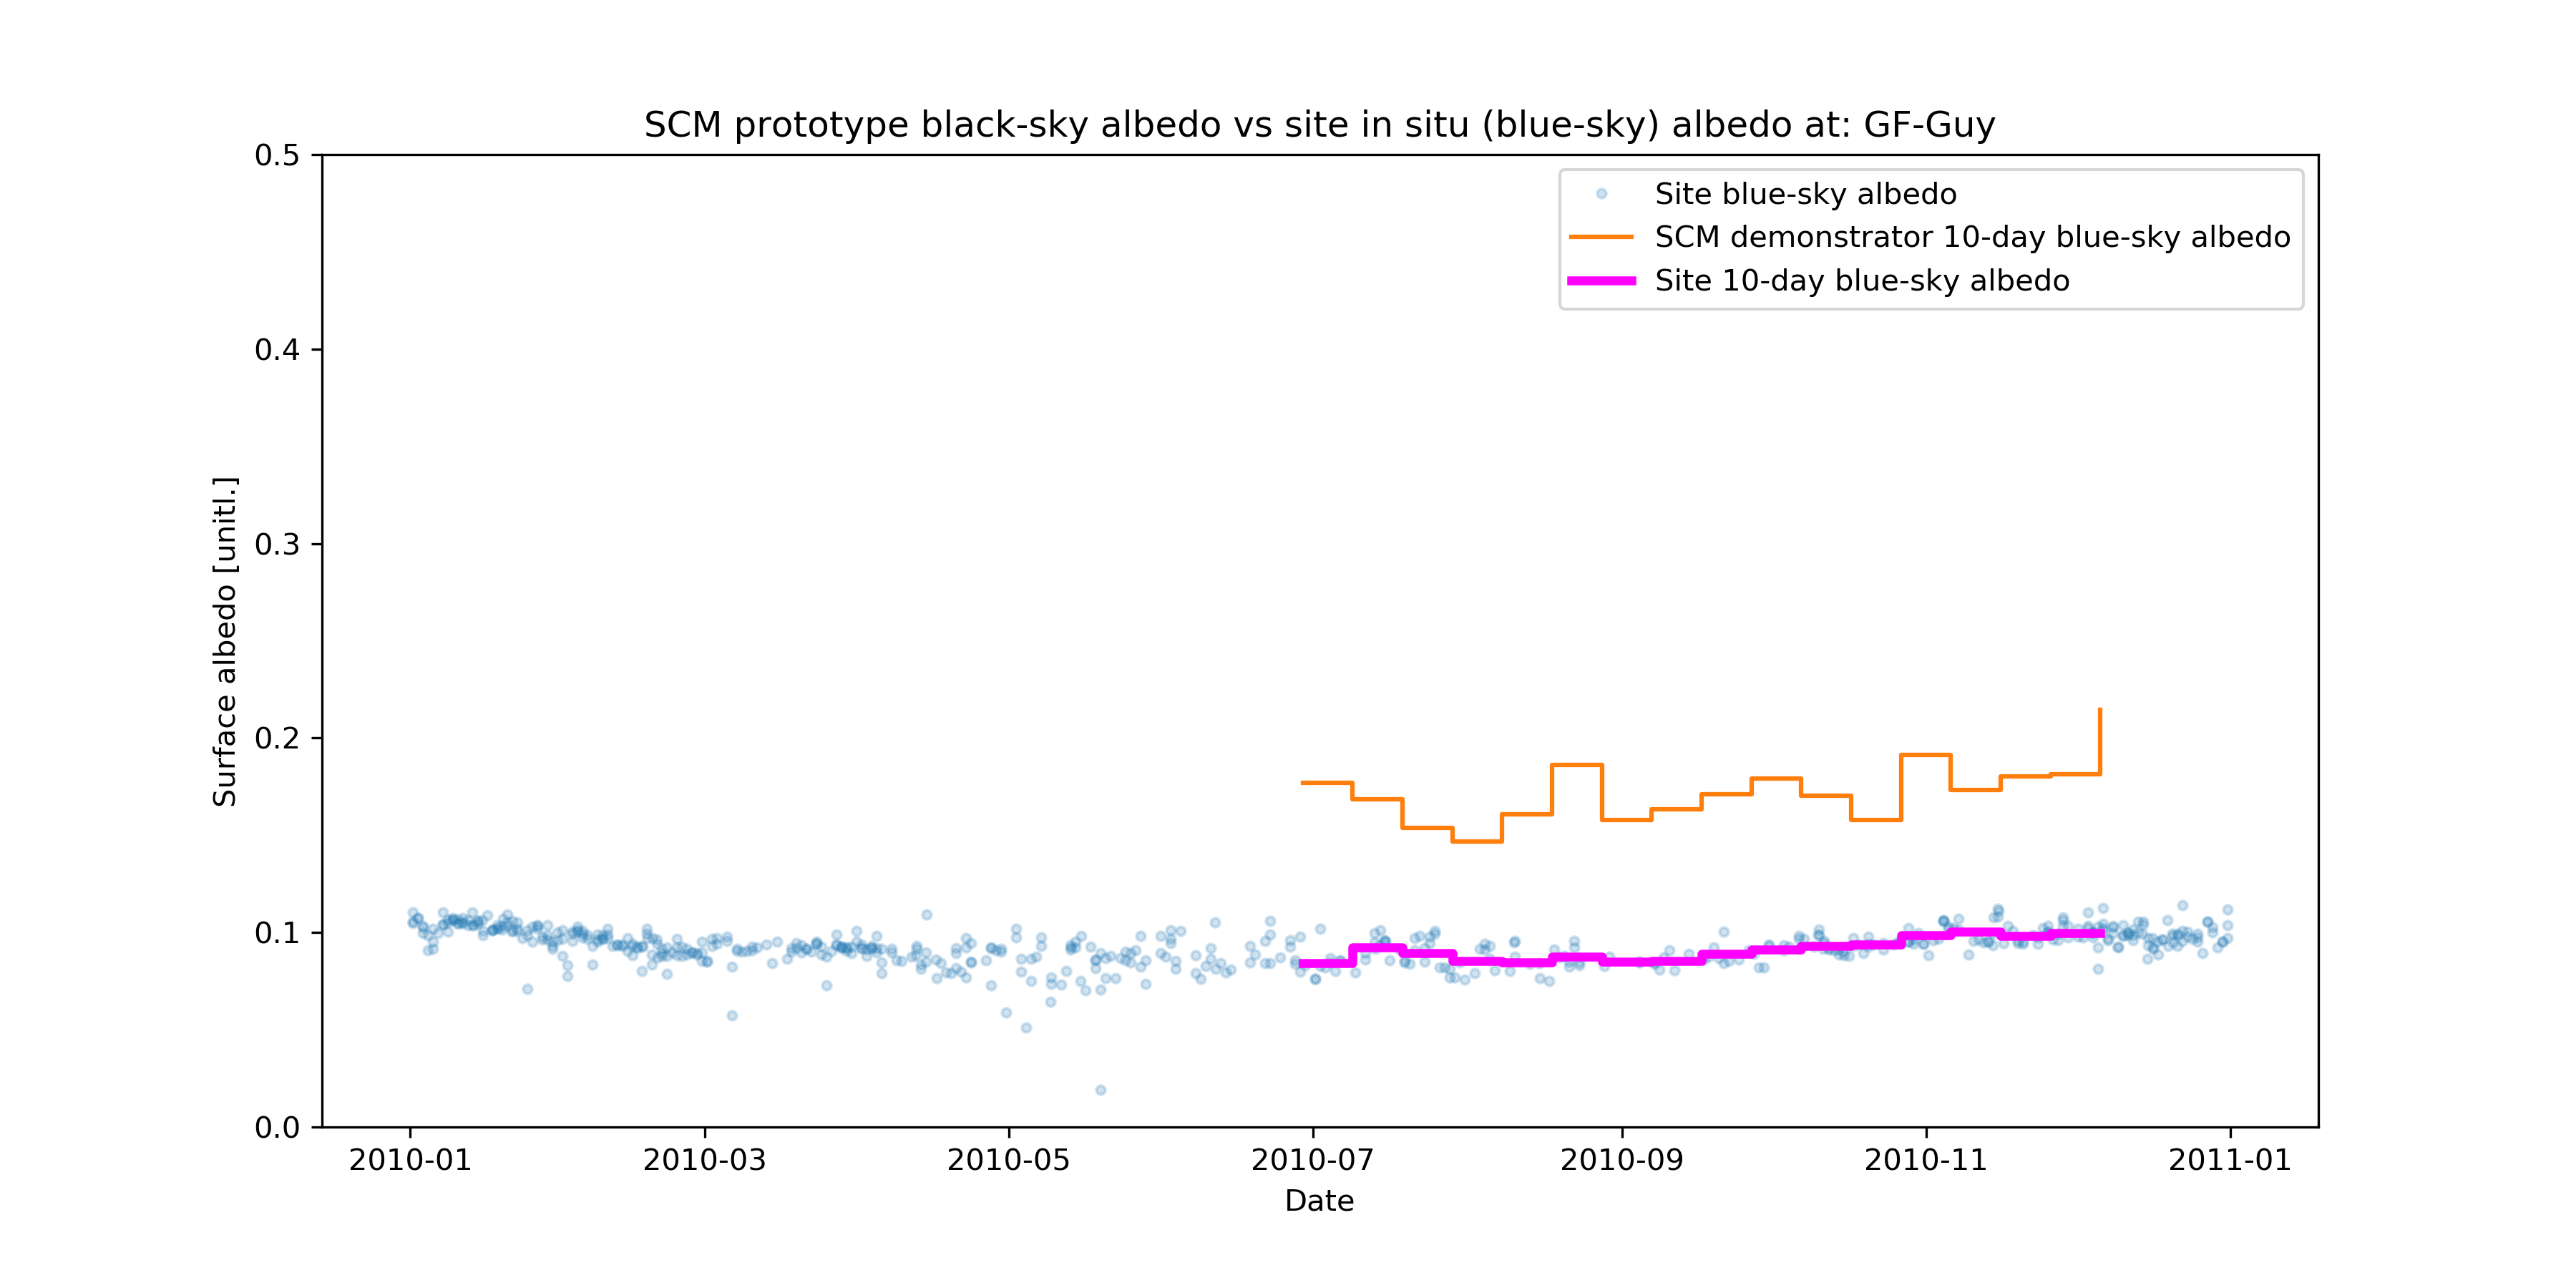 SCM prototype black-sky albedo vs site in situ (blue-sky) albedo at: GF-Guy
Site blue-sky albedo
SCM demonstrator 10-day blue-sky albedo
Site 10-day blue-sky albedo
Surface albedo [unitl.]
0.5
0.4
0.3
0.2
0.1
0.0
2010-01 2010-03 2010-05 2010-07 2010-09 2010-11 2011-01
Date